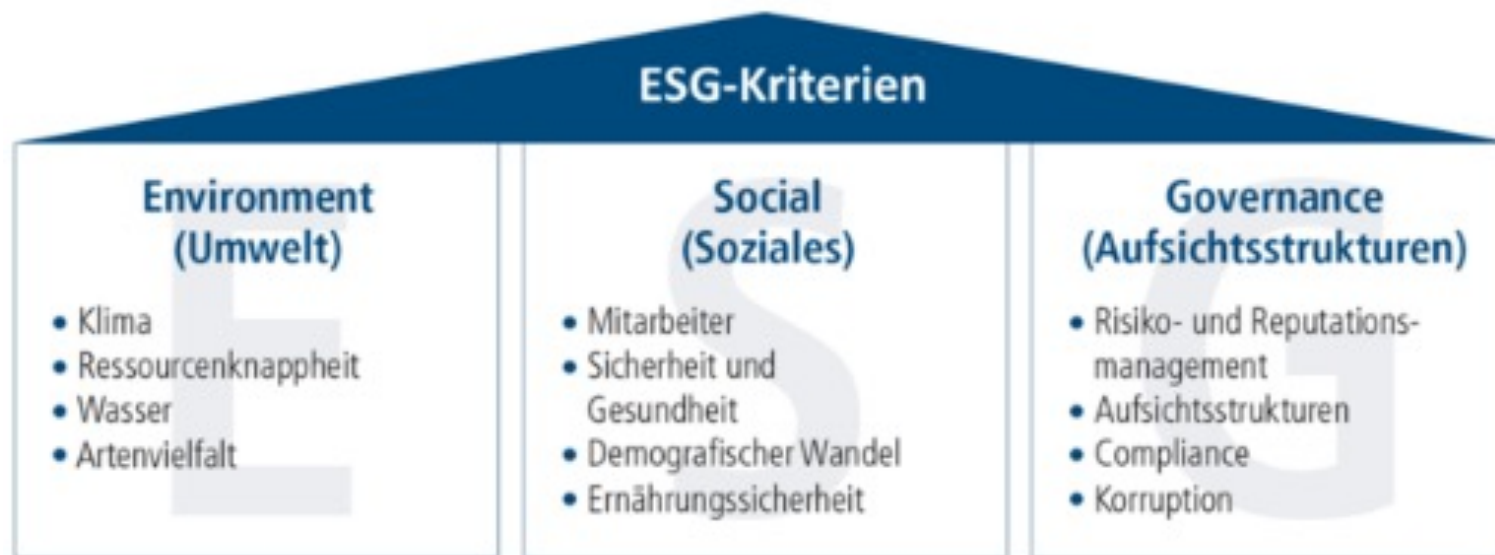 ESG-Kriterien
Environment
(Umwelt)
• Klima
• Ressourcenknappheit
• Wasser
• Artenvielfalt
Social
(Soziales)
• Mitarbeiter
• Sicherheit und
Gesundheit
• Demografischer Wandel
• Ernährungssicherheit
Governance
(Aufsichtsstrukturen)
• Risiko- und Reputations-
management
• Aufsichtsstrukturen
• Compliance
• Korruption
E
S
G